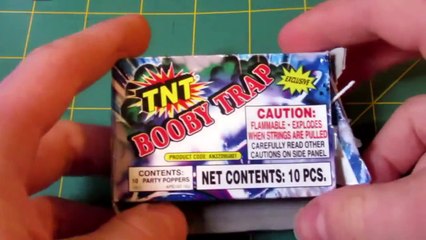 TNT
BOOBY TRAP
EXCLUSIVE
PRODUCT CODE:
CAUTION:
FLAMMABLE - EXPLODES
WHEN STRINGS ARE PULLED
CAREFULLY READ OTHER
CAUTIONS ON SIDE PANEL
CONTENTS:
10 PARTY POPPERS
NET CONTENTS: 10 PCS.